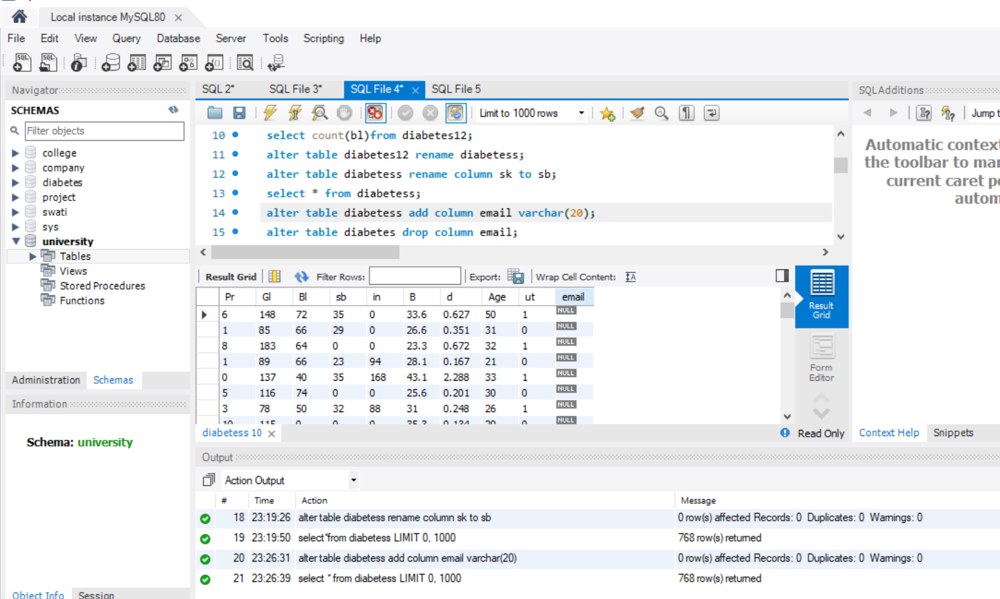 Local instance MySQL80
File Edit View Query Database Server Tools Scripting Help
Navigator
SCHEMAS
Filter objects
college
company
diabetes
project
swati
sys
university
Tables
Views
Stored Procedures
Functions
Administration Schemas
Information
Schema: university
Object Info Session
SQL 2* SQL File 3* SQL File 4* SQL File 5
Limit to 1000 rows
10 select count(bl)from diabetes12;
11 alter table diabetes12 rename diabetess;
12 alter table diabetess rename column sk to sb;
13 select * from diabetess;
14 alter table diabetess add column email varchar(20);
15 alter table diabetes drop column email;
Result Grid Filter Rows: Export: Wrap Cell Content:
Pr Gl Bl sb in B d Age ut email
6 148 72 35 0 33.6 0.627 50 1 NULL
1 85 66 29 0 26.6 0.351 31 0 NULL
8 183 64 0 0 23.3 0.672 32 1 NULL
1 89 66 23 94 28.1 0.167 21 0 NULL
0 137 40 35 168 43.1 2.288 33 1 NULL
5 116 74 0 0 25.6 0.201 30 0 NULL
3 78 50 32 88 31 0.248 26 1 NULL
10 115 0 0 0 35.3 0.134 29 0 NULL
Result
Grid
Form
Editor
diabetess 10 Read Only
SQLAdditions
Jump t
Automatic context
the toolbar to man
current caret po
autom
Context Help Snippets
Output
Action Output
# Time Action Message
18 23:19:26 alter table diabetess rename column sk to sb 0 row(s) affected Records: 0 Duplicates: 0 Warnings: 0
19 23:19:50 select*from diabetess LIMIT 0, 1000 768 row(s) returned
20 23:26:31 alter table diabetess add column email varchar(20) 0 row(s) affected Records: 0 Duplicates: 0 Warnings: 0
21 23:26:39 select * from diabetess LIMIT 0, 1000 768 row(s) returned